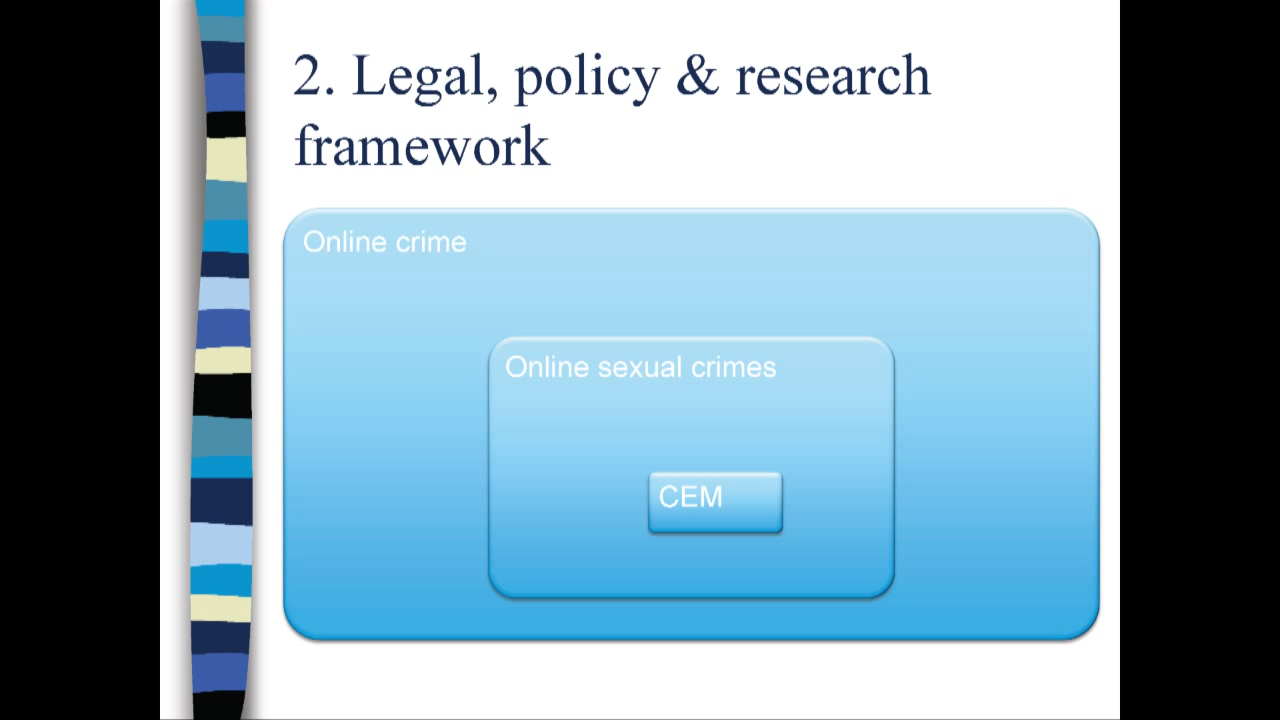 2. Legal, policy & research
framework
Online crime
Online sexual crimes
CEM